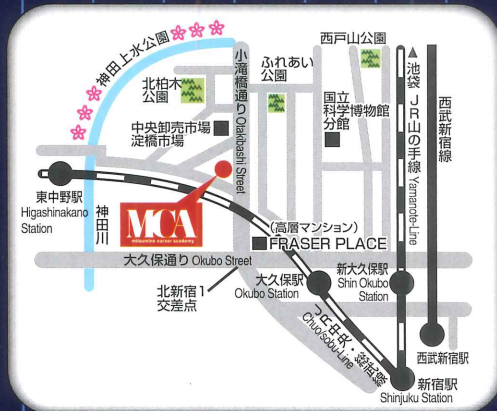 神田上水公園
北柏木
公園
小滝橋通り Otakibashi Street
ふれあい
公園
西戸山公園
▲池袋 JR山の手線 Yamanote-Line
西武新宿線
国立
科学博物館
分館
中央卸売市場
淀橋市場
東中野駅
Higashinakano
Station
神田川
MCA
mitsumine career academy
(高層マンション)
FRASER PLACE
大久保通り Okubo Street
北新宿1
交差点
大久保駅
Okubo Station
新大久保駅
Shin Okubo
Station
JR中央・総武線
Chuo/sobu-Line
西武新宿駅
新宿駅
Shinjuku Station